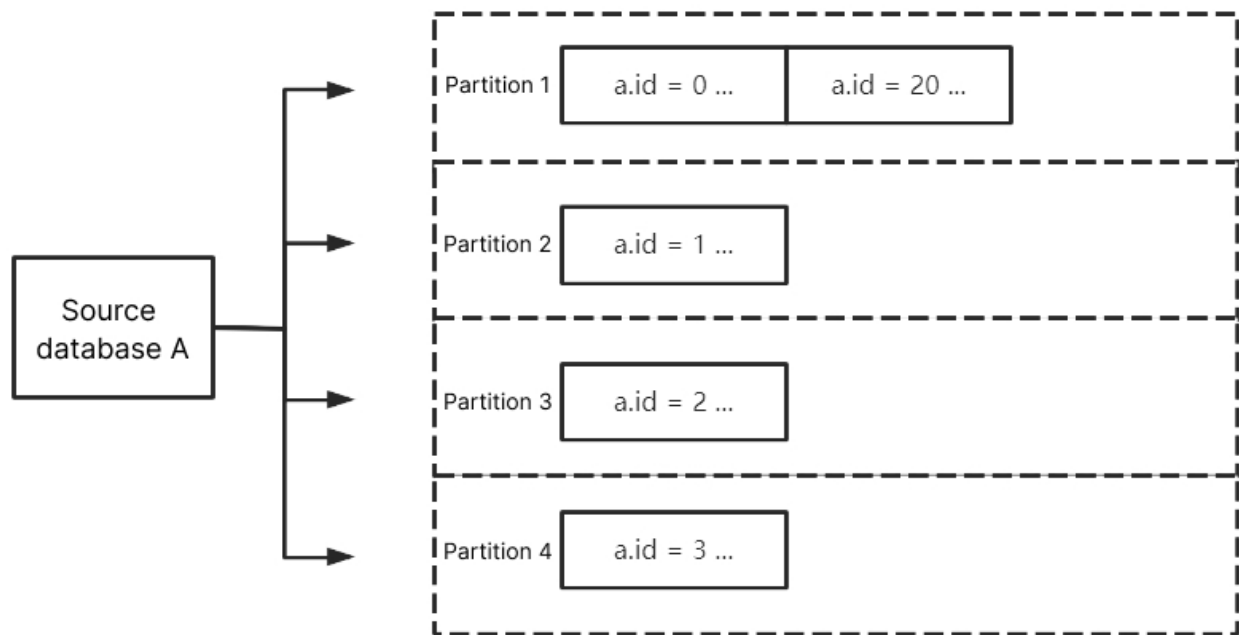 Partition 1
a.id = 0 ...
a.id = 20 ...
Partition 2
a.id = 1 ...
Source
database A
Partition 3
a.id = 2 ...
Partition 4
a.id = 3 ...